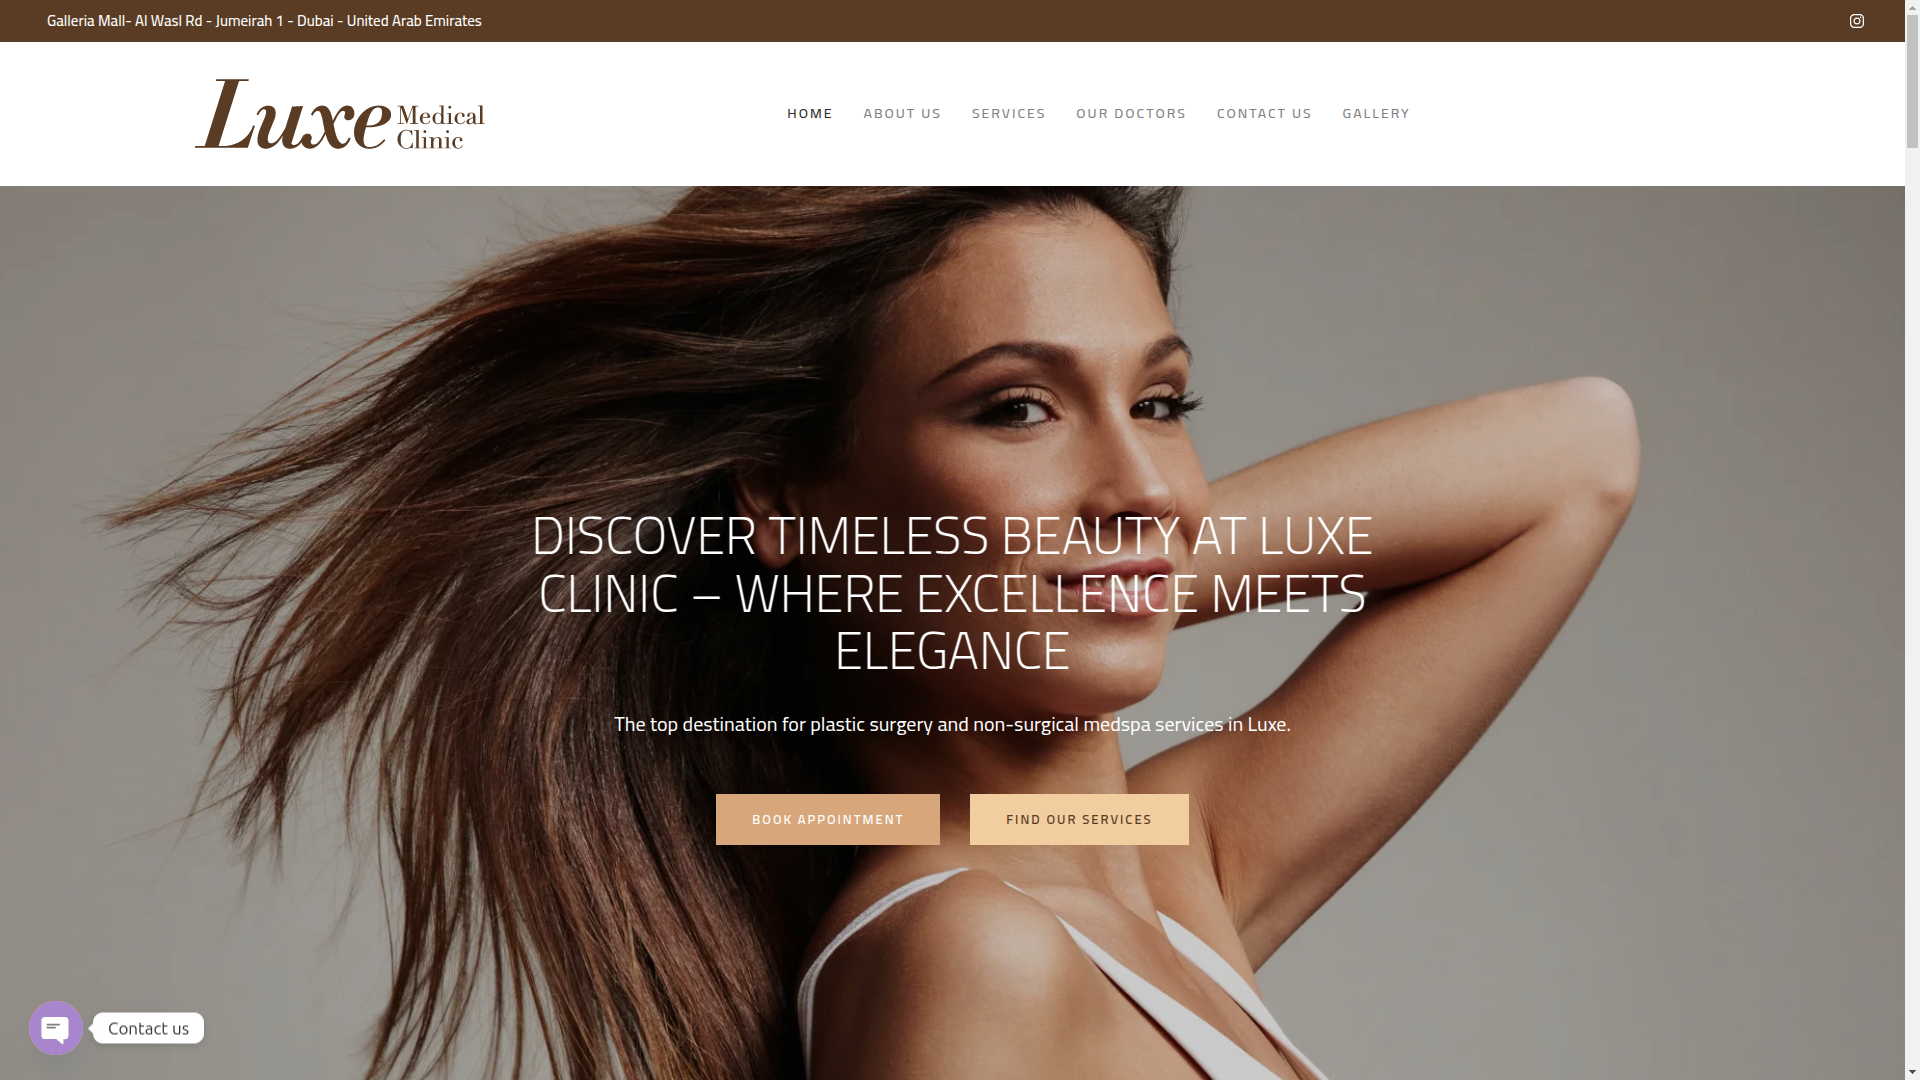 Galleria Mall- Al Wasl Rd - Jumeirah 1 - Dubai - United Arab Emirates
Luxe Medical Clinic
HOME ABOUT US SERVICES OUR DOCTORS CONTACT US GALLERY
DISCOVER TIMELESS BEAUTY AT LUXE
CLINIC – WHERE EXCELLENCE MEETS
ELEGANCE
The top destination for plastic surgery and non-surgical medspa services in Luxe.
BOOK APPOINTMENT FIND OUR SERVICES
Contact us